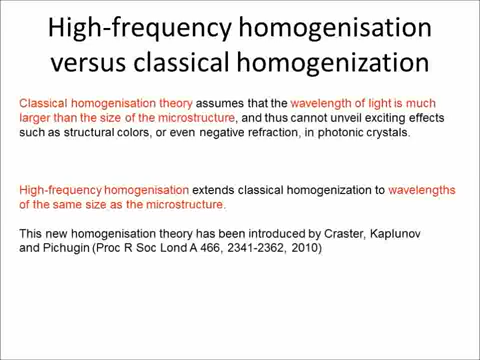 High-frequency homogenisation
versus classical homogenization
Classical homogenisation theory assumes that the wavelength of light is much
larger than the size of the microstructure, and thus cannot unveil exciting effects
such as structural colors, or even negative refraction, in photonic crystals.
High-frequency homogenisation extends classical homogenization to wavelengths
of the same size as the microstructure.
This new homogenisation theory has been introduced by Craster, Kaplunov
and Pichugin (Proc R Soc Lond A 466, 2341-2362, 2010)